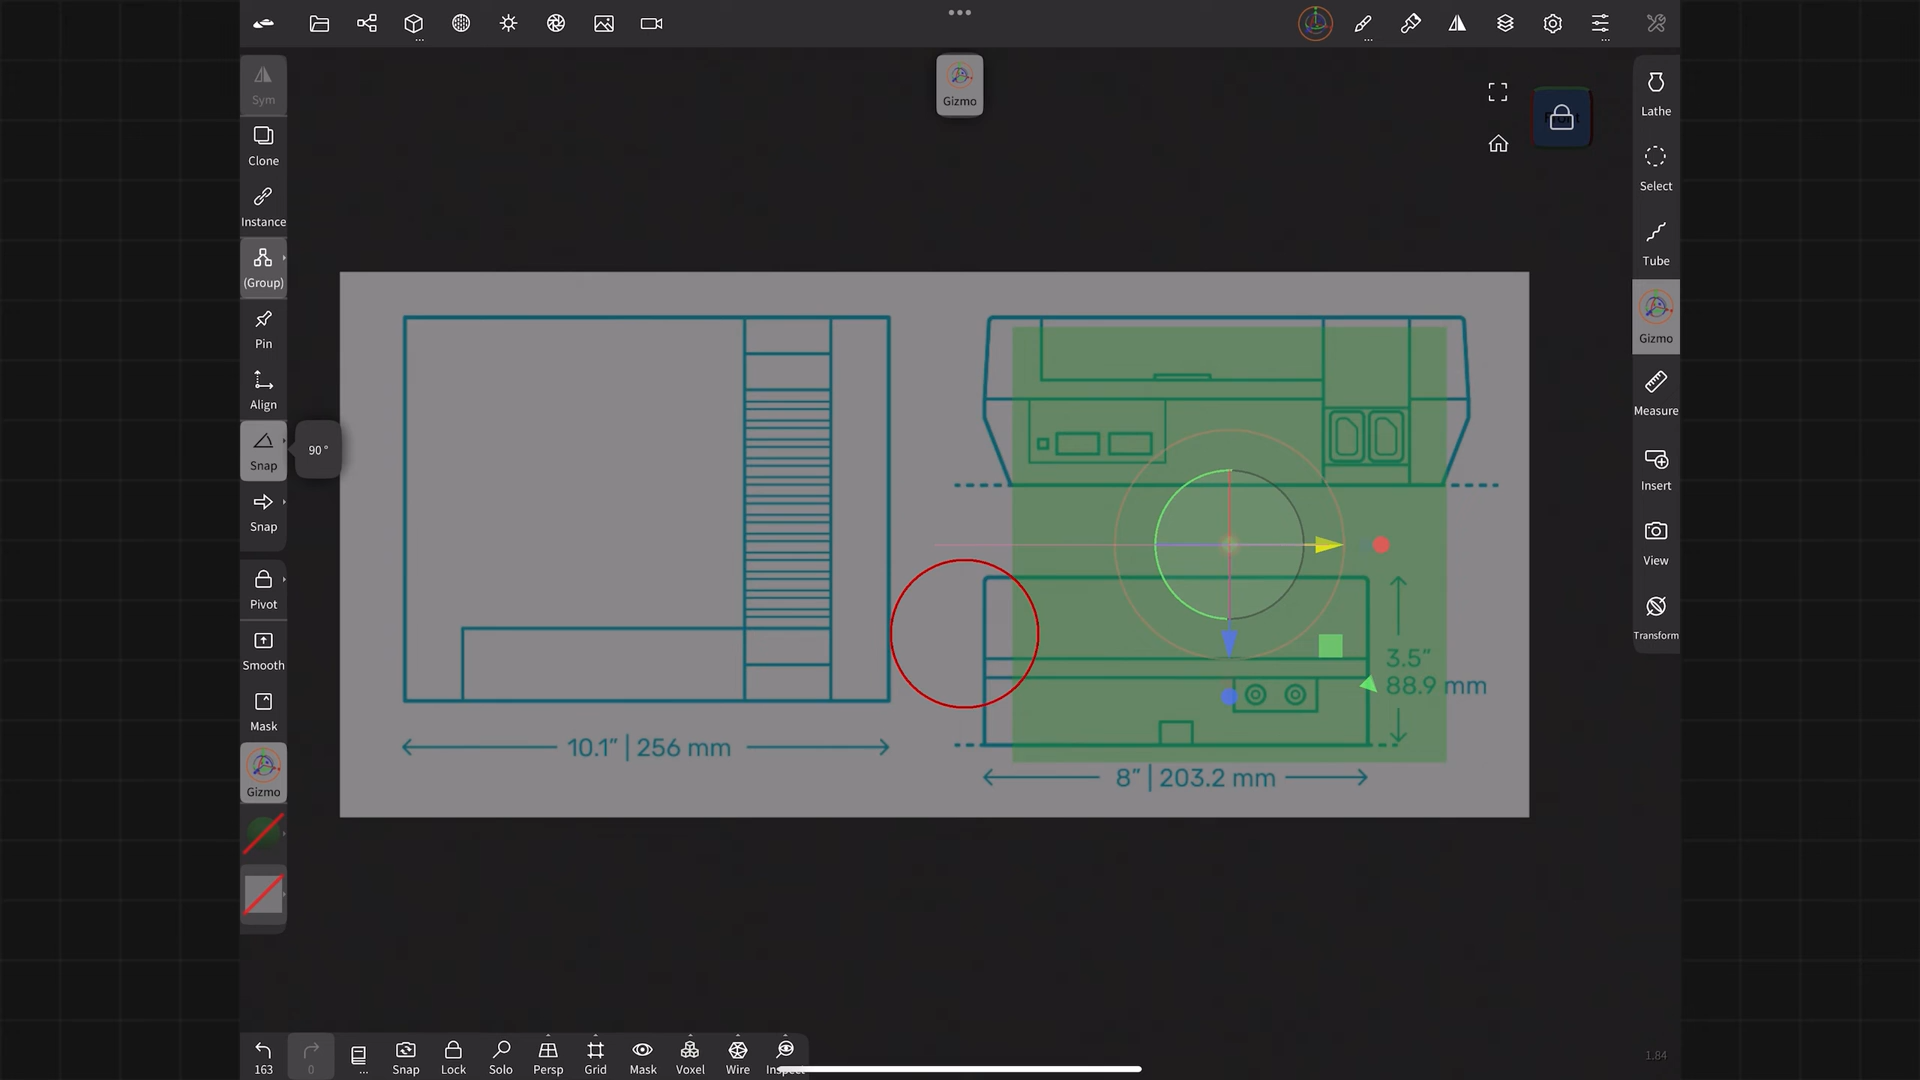 Gizmo
Sym
Clone
Instance
(Group)
Pin
Align
Snap
90°
Snap
Pivot
Smooth
Mask
Gizmo
Lathe
Select
Tube
Gizmo
Measure
Insert
View
Transform
10.1” | 256 mm
3.5”
88.9 mm
8” | 203.2 mm
163
0
...
Snap
Lock
Solo
Persp
Grid
Mask
Voxel
Wire
Inspect
1.84